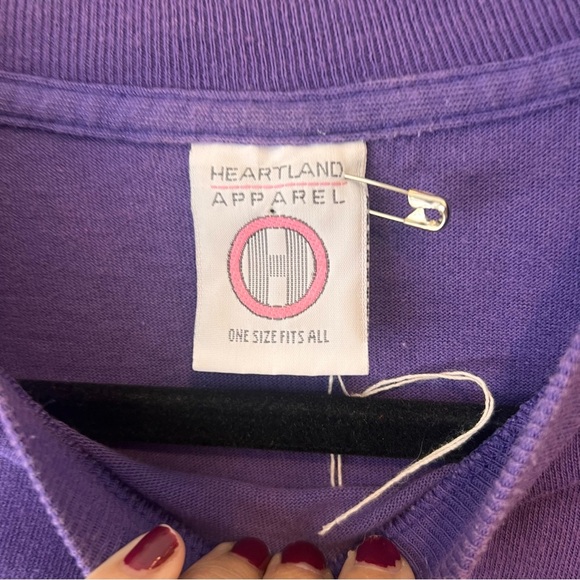 HEARTLAND
APPAREL
H
ONE SIZE FITS ALL